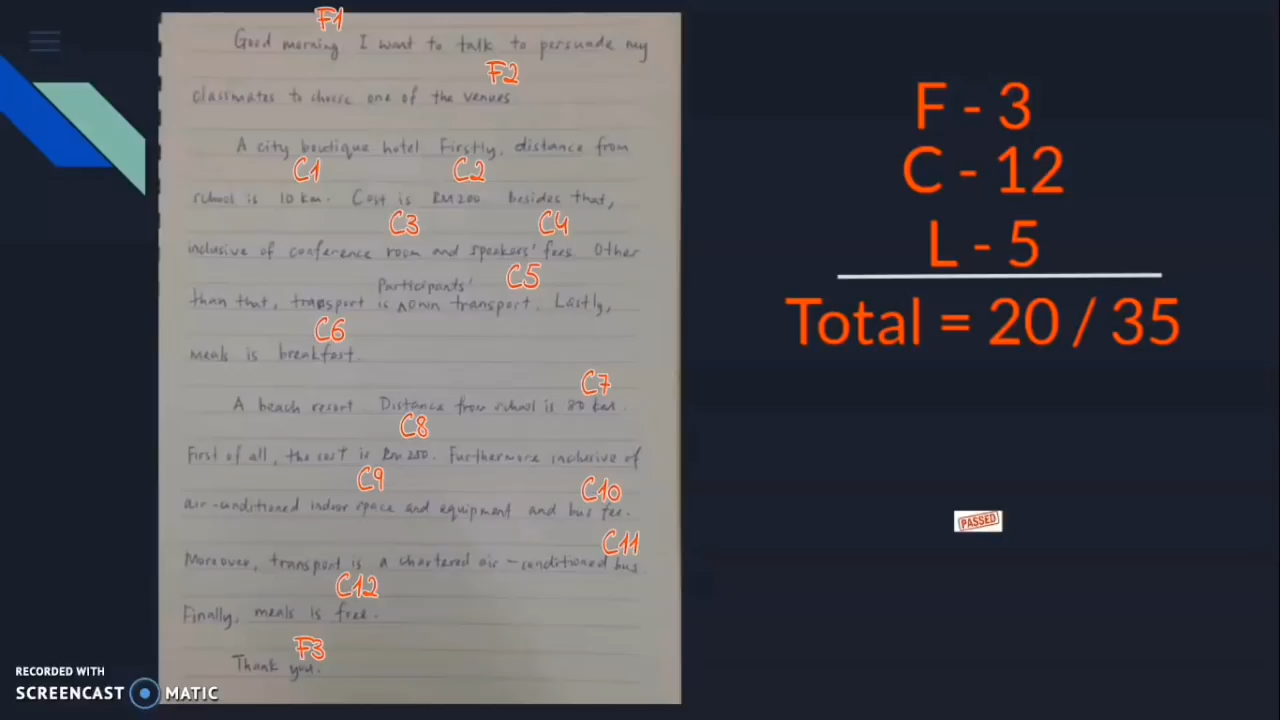 F1
Good morning I want to talk to persuade my
F2
classmates to choose one of the venues
A city boutique hotel Firstly, distance from
C1 C2
school is 10 km. Cost is RM200 besides that,
C3 C4
inclusive of conference room and speakers' fees. Other
Participants' C5
than that, transport is ^ own transport. Lastly,
C6
meals is breakfast.
C7
A beach resort. Distance from school is 80 km.
C8
First of all, the cost is RM 250. Furthermore inclusive of
C9 C10
air-conditioned indoor space and equipment and bus fee.
C11
Moreover, transport is a chartered air-conditioned bus
C12
Finally, meals is free.
F3
Thank you.
F - 3
C - 12
L - 5
Total = 20 / 35
PASSED
RECORDED WITH
SCREENCAST MATIC